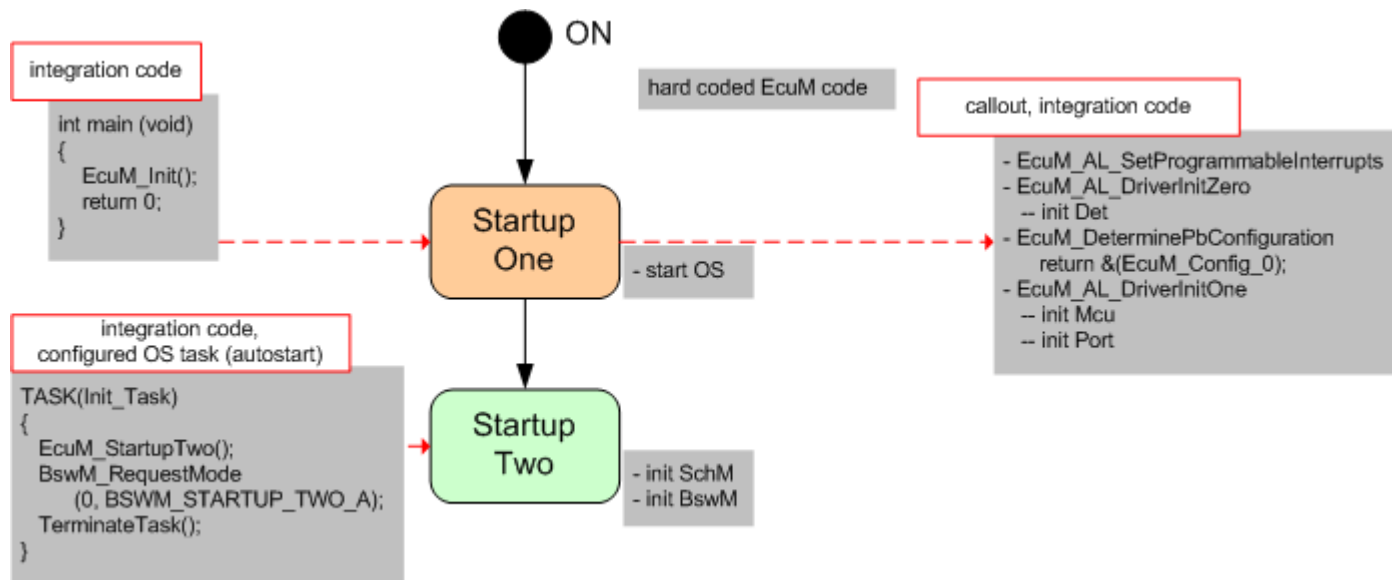 ON
integration code
int main (void)
{
EcuM_Init();
return 0;
}
hard coded EcuM code
callout, integration code
- EcuM_AL_SetProgrammableInterrupts
- EcuM_AL_DriverInitZero
-- init Det
- EcuM_DeterminePbConfiguration
return &(EcuM_Config_0);
- EcuM_AL_DriverInitOne
-- init Mcu
-- init Port
Startup
One
- start OS
integration code,
configured OS task (autostart)
TASK(Init_Task)
{
EcuM_StartupTwo();
BswM_RequestMode
(0, BSWM_STARTUP_TWO_A);
TerminateTask();
}
Startup
Two
- init SchM
- init BswM